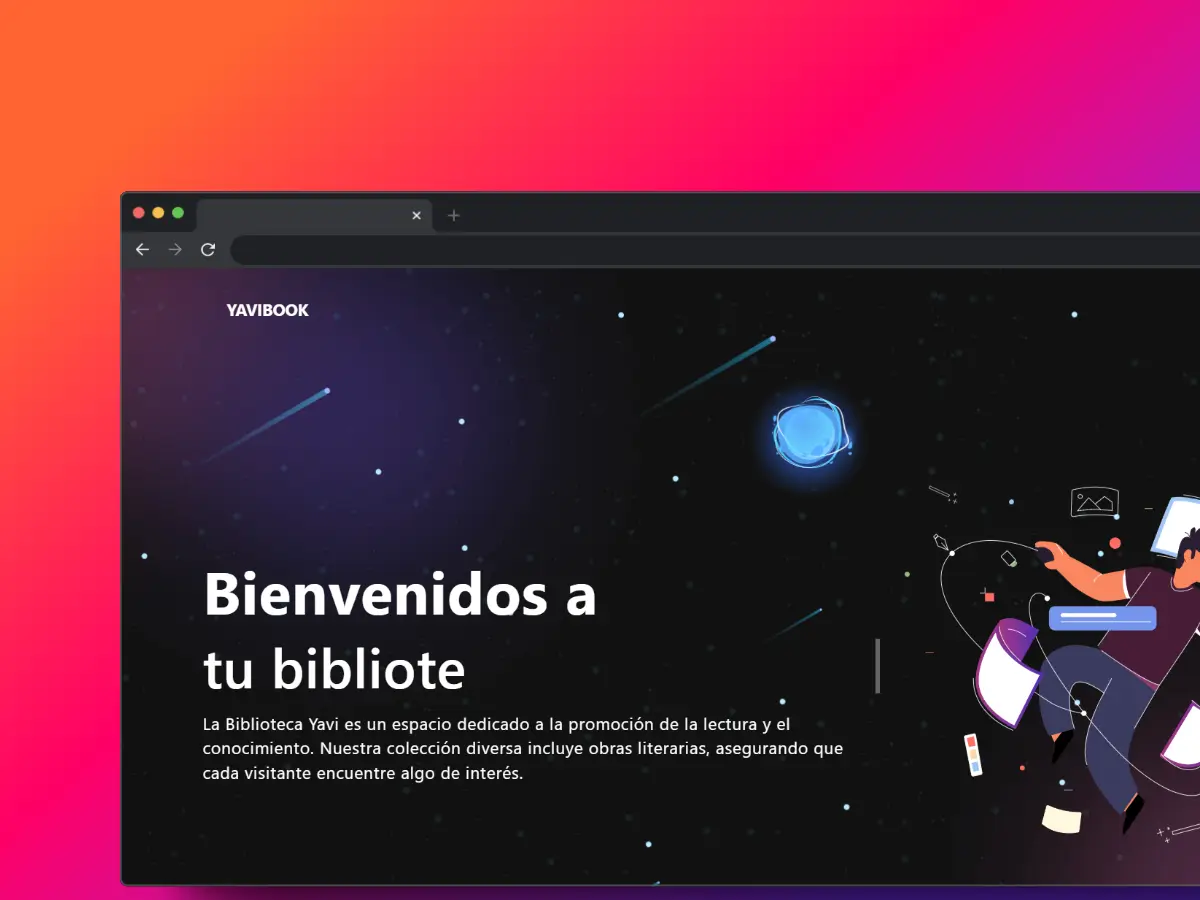 YAVIBOOK
Bienvenidos a
tu bibliote
La Biblioteca Yavi es un espacio dedicado a la promoción de la lectura y el
conocimiento. Nuestra colección diversa incluye obras literarias, asegurando que
cada visitante encuentre algo de interés.